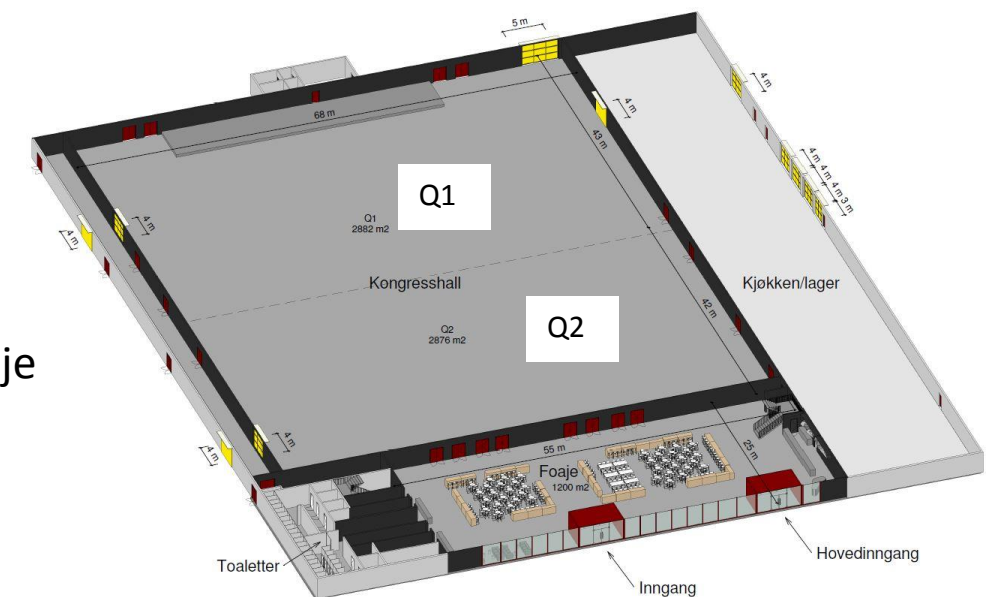 5 m
4 m
68 m
4 m
43 m
4 m
4 m
4 m
3 m
Q1
Q1
2882 m2
4 m
4 m
Kongresshall
Kjøkken/lager
Q2
Q2
2876 m2
42 m
je
4 m
4 m
55 m
25 m
Foaje
1200 m2
Toaletter
Hovedinngang
Inngang